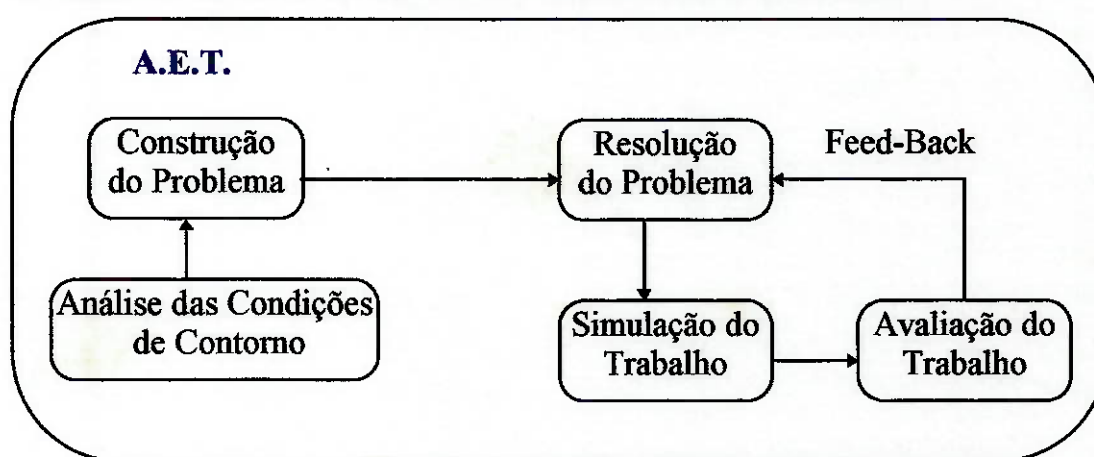 A.E.T.
Construção
do Problema
Resolução
do Problema
Feed-Back
Análise das Condições
de Contorno
Simulação do
Trabalho
Avaliação do
Trabalho